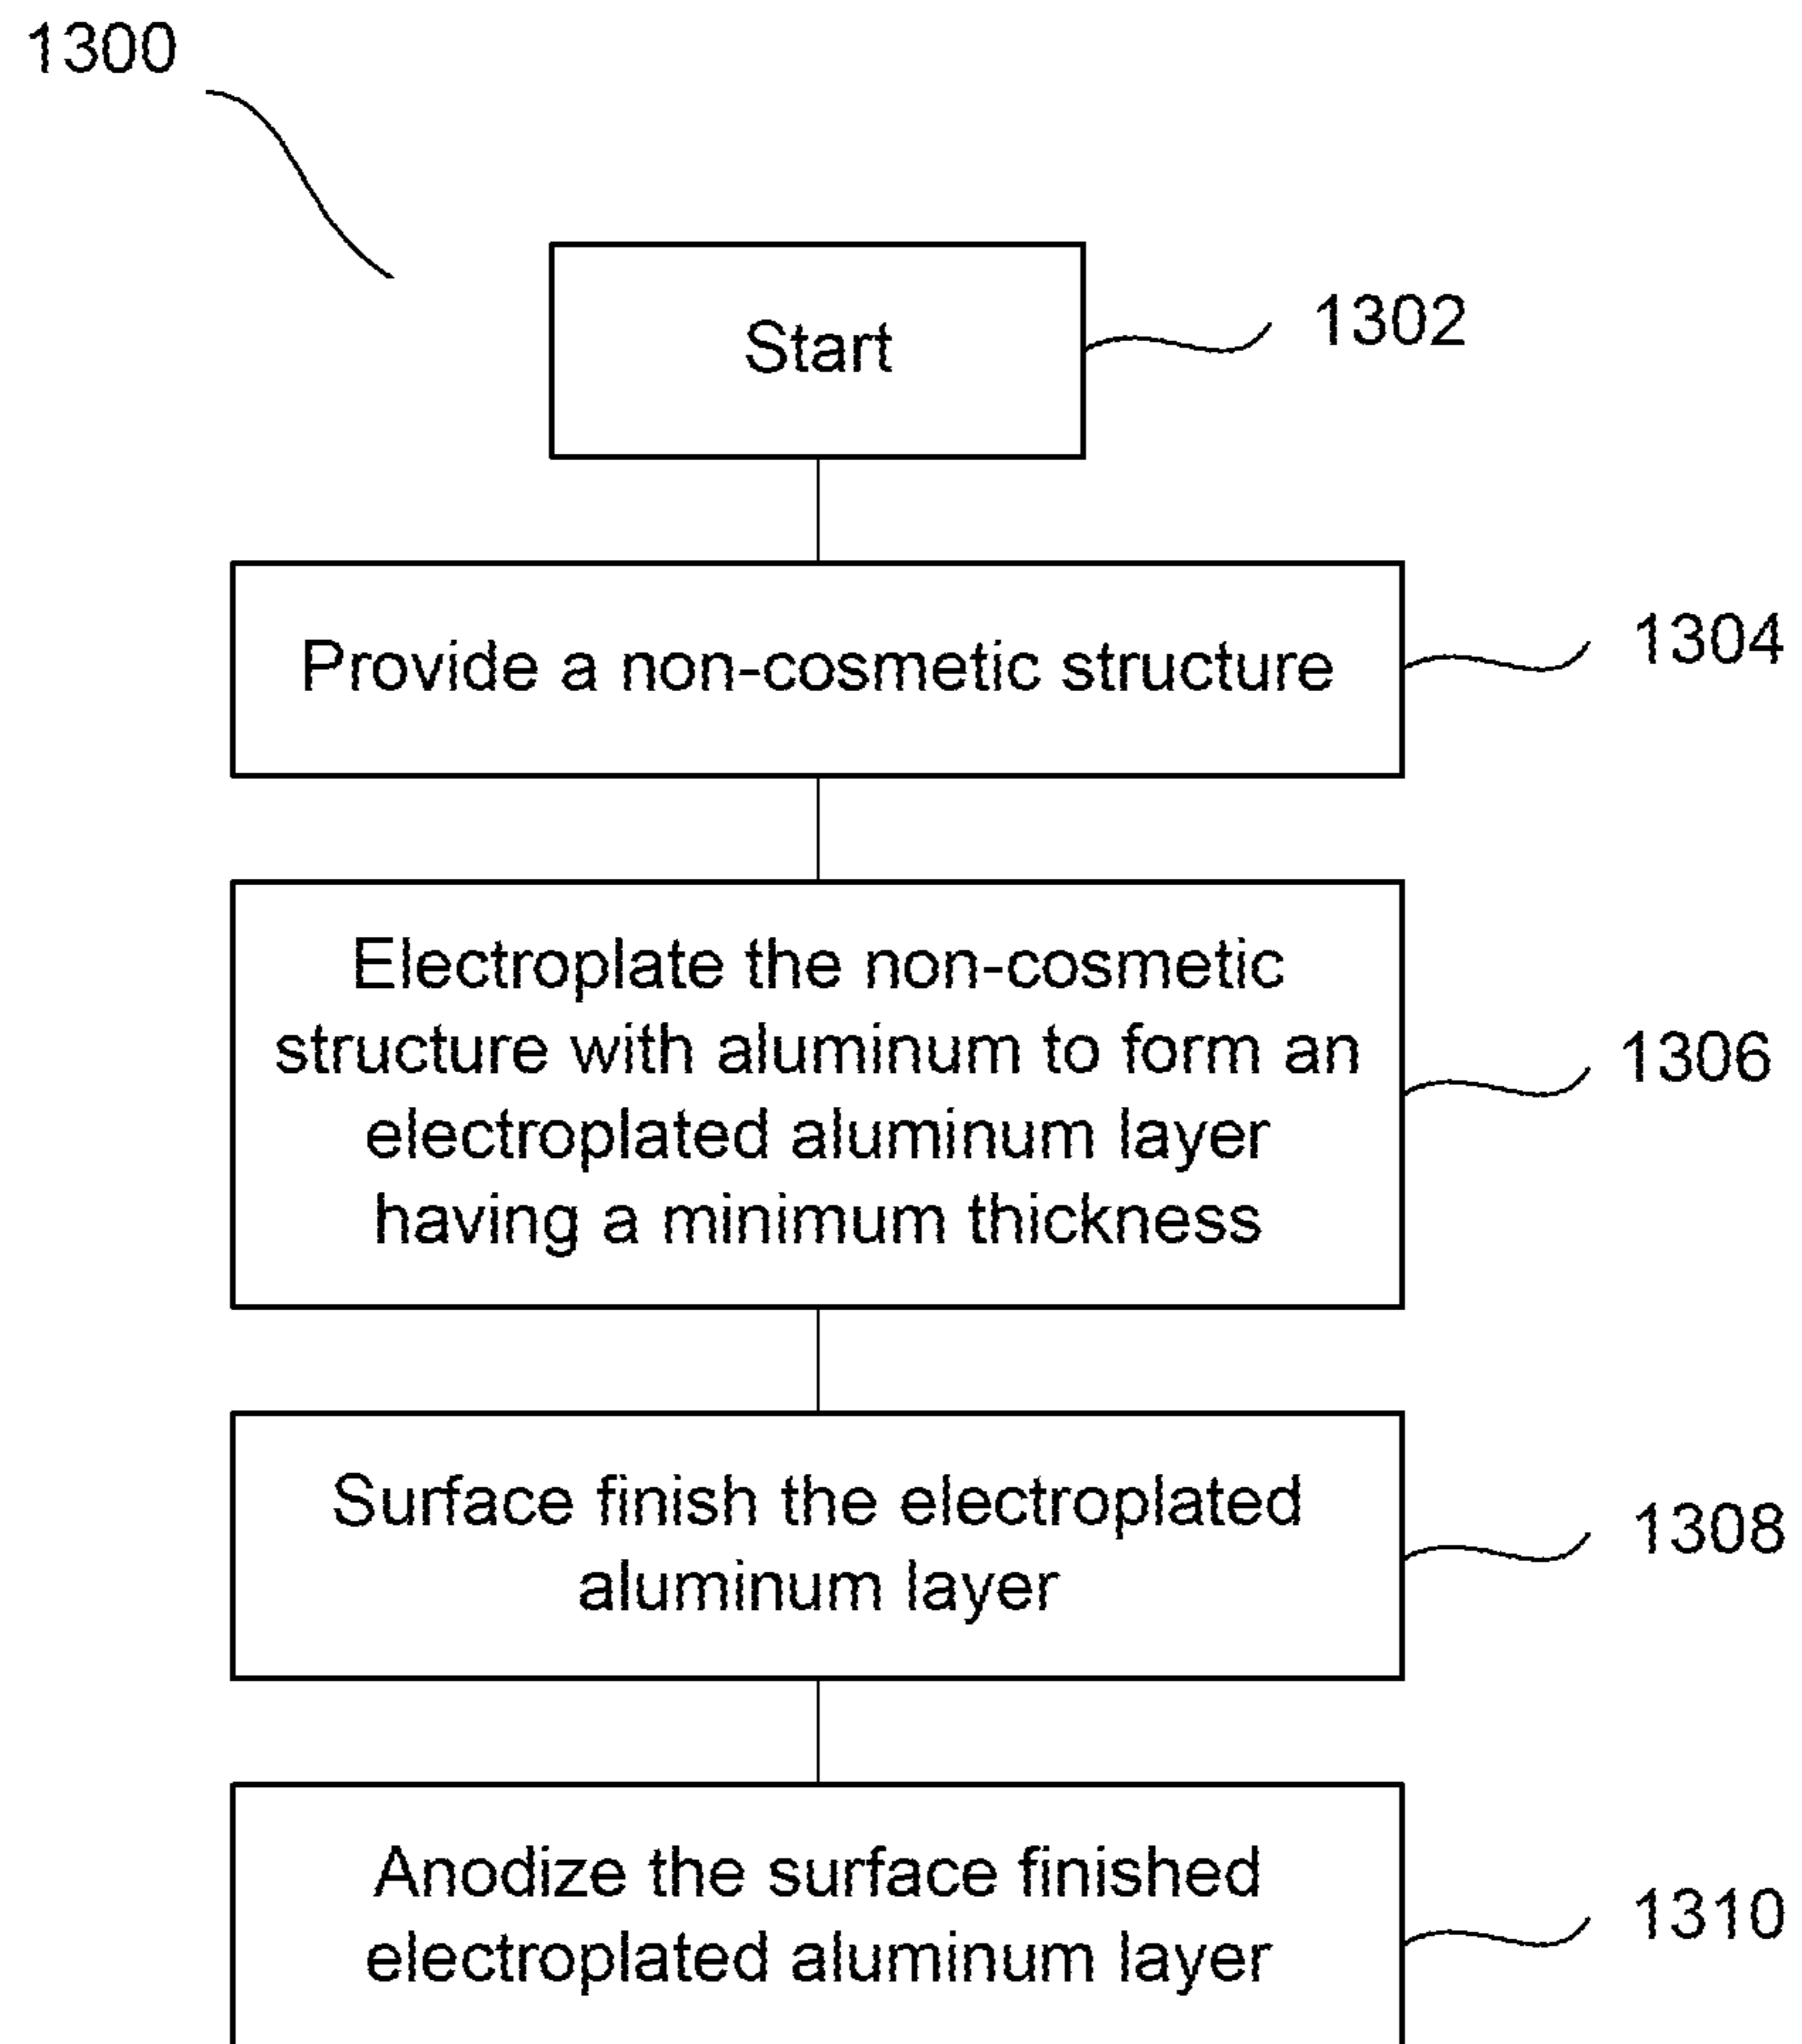 1300
Start
1302
Provide a non-cosmetic structure
1304
Electroplate the non-cosmetic
structure with aluminum to form an
electroplated aluminum layer
having a minimum thickness
1306
Surface finish the electroplated
aluminum layer
1308
Anodize the surface finished
electroplated aluminum layer
1310